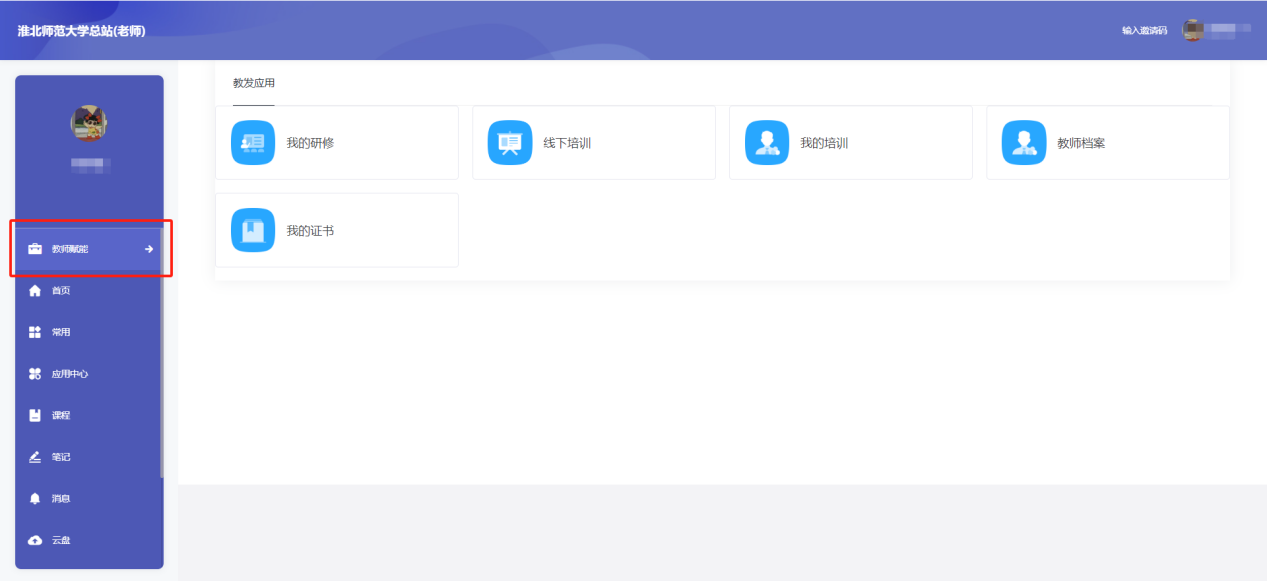 淮北师范大学总站(老师)
输入邀请码
教发应用
我的研修
线下培训
我的培训
教师档案
我的证书
教师赋能
首页
常用
应用中心
课程
笔记
消息
云盘